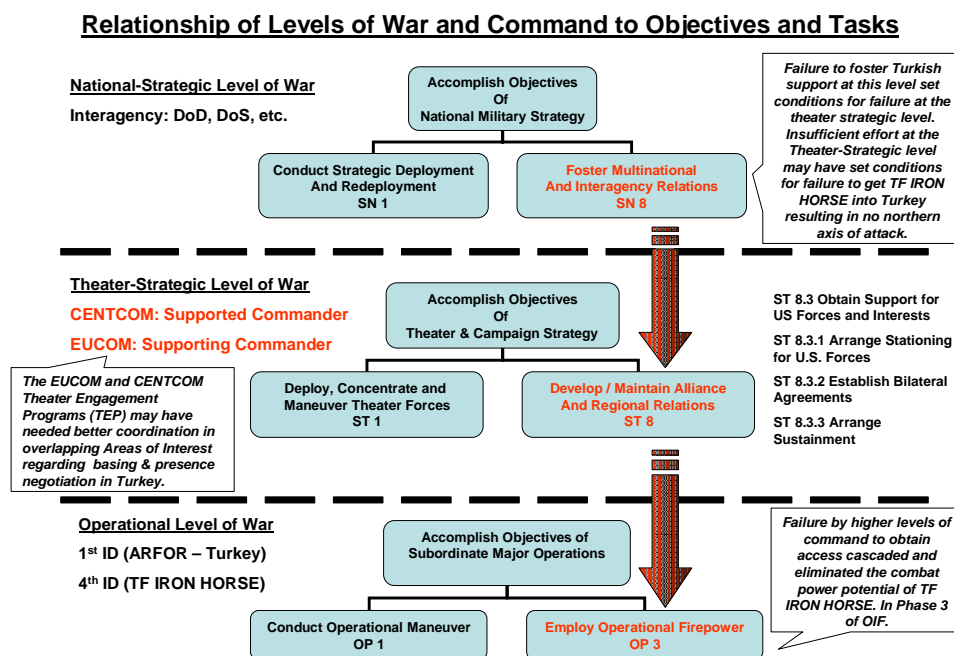 Relationship of Levels of War and Command to Objectives and Tasks
National-Strategic Level of War
Interagency: DoD, DoS, etc.
Accomplish Objectives
Of
National Military Strategy
Conduct Strategic Deployment
And Redeployment
SN 1
Foster Multinational
And Interagency Relations
SN 8
Failure to foster Turkish
support at this level set
conditions for failure at the
theater strategic level.
Insufficient effort at the
Theater-Strategic level
may have set conditions
for failure to get TF IRON
HORSE into Turkey
resulting in no northern
axis of attack.
Theater-Strategic Level of War
CENTCOM: Supported Commander
EUCOM: Supporting Commander
Accomplish Objectives
Of
Theater & Campaign Strategy
Deploy, Concentrate and
Maneuver Theater Forces
ST 1
Develop / Maintain Alliance
And Regional Relations
ST 8
ST 8.3 Obtain Support for
US Forces and Interests
ST 8.3.1 Arrange Stationing
for U.S. Forces
ST 8.3.2 Establish Bilateral
Agreements
ST 8.3.3 Arrange
Sustainment
The EUCOM and CENTCOM
Theater Engagement
Programs (TEP) may have
needed better coordination in
overlapping Areas of Interest
regarding basing & presence
negotiation in Turkey.
Operational Level of War
1st ID (ARFOR – Turkey)
4th ID (TF IRON HORSE)
Accomplish Objectives of
Subordinate Major Operations
Conduct Operational Maneuver
OP 1
Employ Operational Firepower
OP 3
Failure by higher levels of
command to obtain
access cascaded and
eliminated the combat
power potential of TF
IRON HORSE. In Phase 3
of OIF.